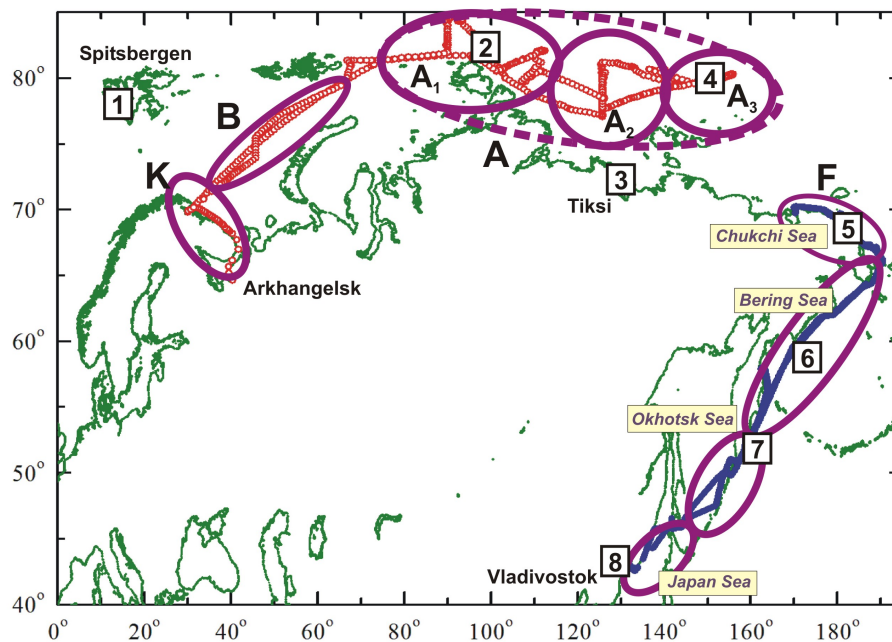 Spitsbergen
1
2
A1
4
A3
B
A2
A
3
Tiksi
K
F
Chukchi Sea
5
Arkhangelsk
Bering Sea
6
Okhotsk Sea
7
Vladivostok
8
Japan Sea
80°
70°
60°
50°
40°
0° 20° 40° 60° 80° 100° 120° 140° 160° 180°